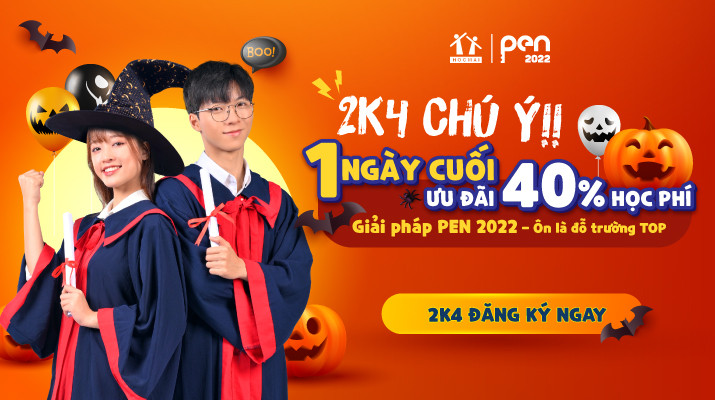 BOO!
HOCMAI
pen
2022
2K4 CHÚ Ý!!
1 NGÀY CUỐI
ƯU ĐÃI 40% HỌC PHÍ
Giải pháp PEN 2022 – Ôn là đỗ trường TOP
2K4 ĐĂNG KÝ NGAY